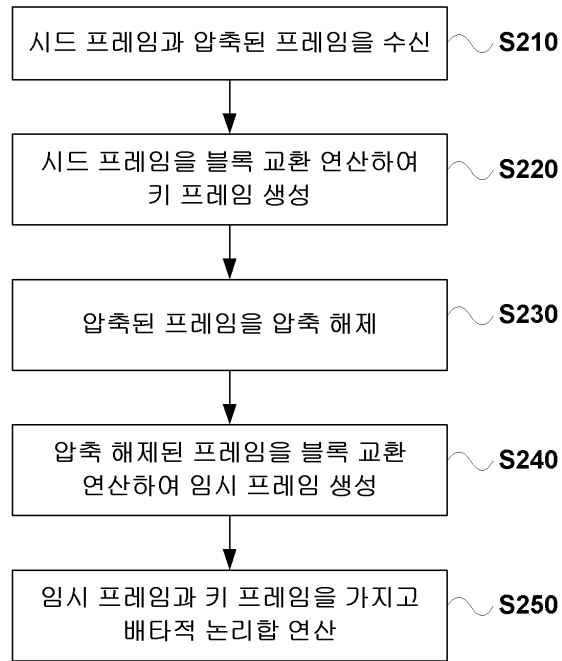 시드 프레임과 압축된 프레임을 수신
S210
시드 프레임을 블록 교환 연산하여
키 프레임 생성
S220
압축된 프레임을 압축 해제
S230
압축 해제된 프레임을 블록 교환
연산하여 임시 프레임 생성
S240
임시 프레임과 키 프레임을 가지고
배타적 논리합 연산
S250